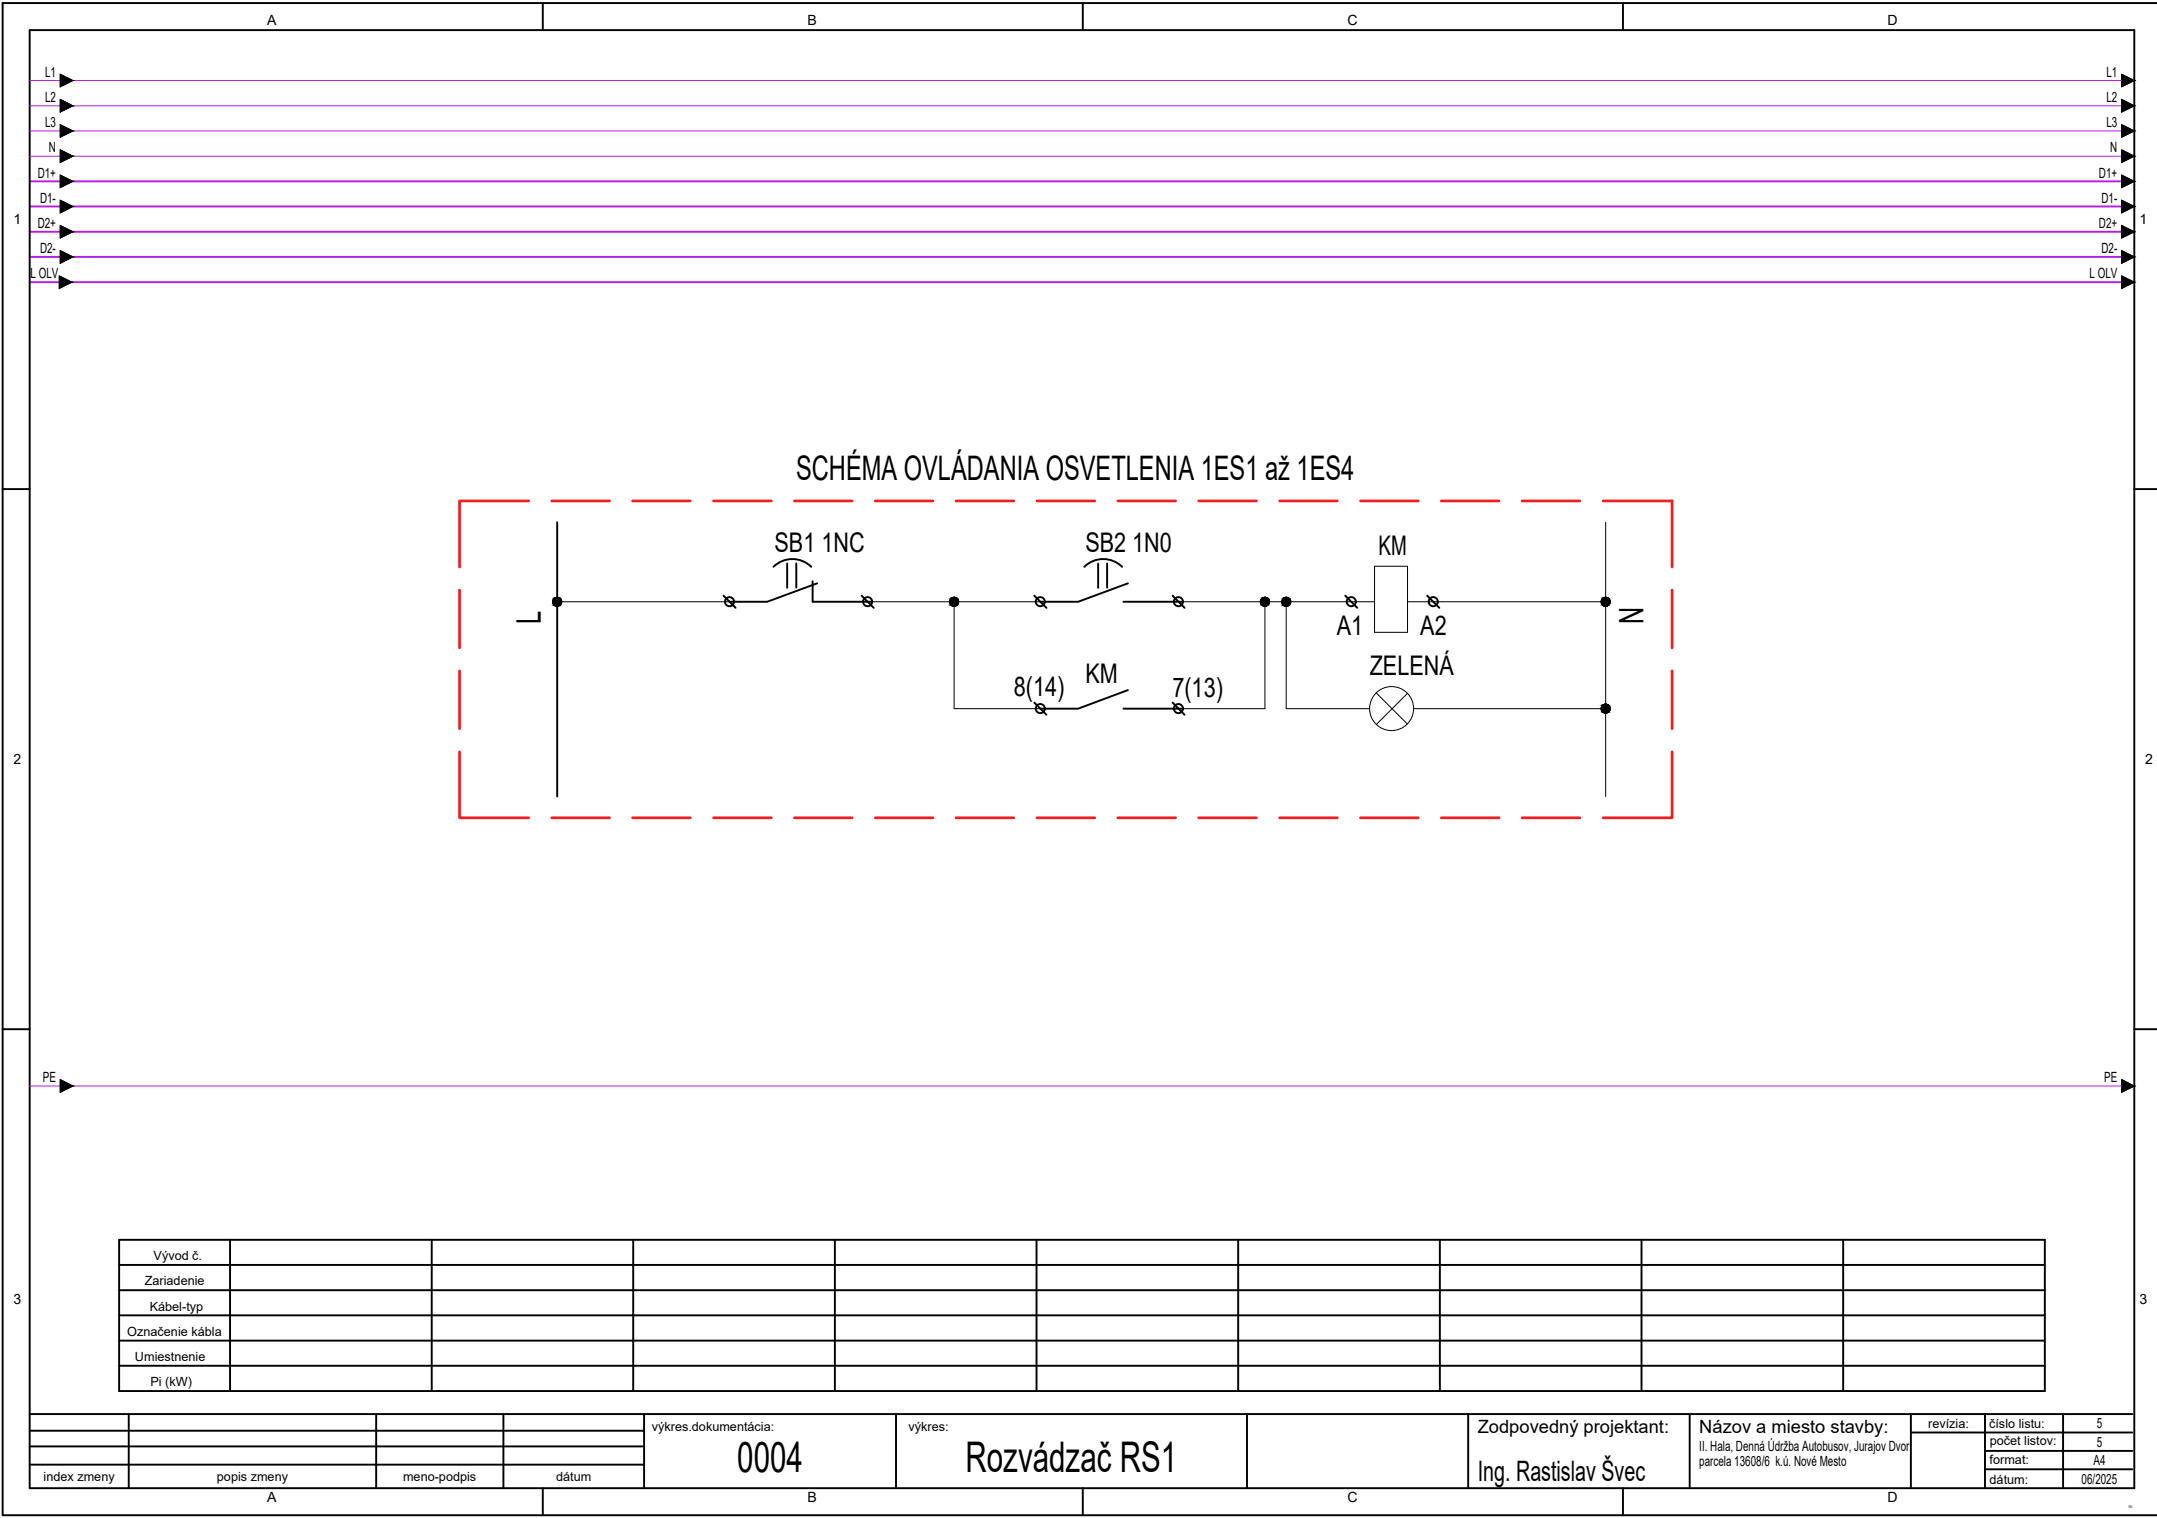 A B C D
L1 L1
L2 L2
L3 L3
N N
D1+ D1+
D1- D1-
1 D2+ D2+ 1
D2- D2-
L OLV L OLV
SCHÉMA OVLÁDANIA OSVETLENIA 1ES1 až 1ES4
SB1 1NC SB2 1N0 KM
L A1 A2 N
ZELENÁ
8(14) KM 7(13)
2 2
PE PE
Vývod č.
Zariadenie
3 Kábel-typ 3
Označenie kábla
Umiestnenie
Pi (kW)
výkres.dokumentácia: výkres: Zodpovedný projektant: Názov a miesto stavby: revízia: číslo listu: 5
0004 Rozvádzač RS1 Ing. Rastislav Švec II. Hala, Denná Údržba Autobusov, Jurajov Dvor počet listov: 5
parcela 13608/6 k.ú. Nové Mesto formát: A4
index zmeny popis zmeny meno-podpis dátum dátum: 06/2025
A B C D